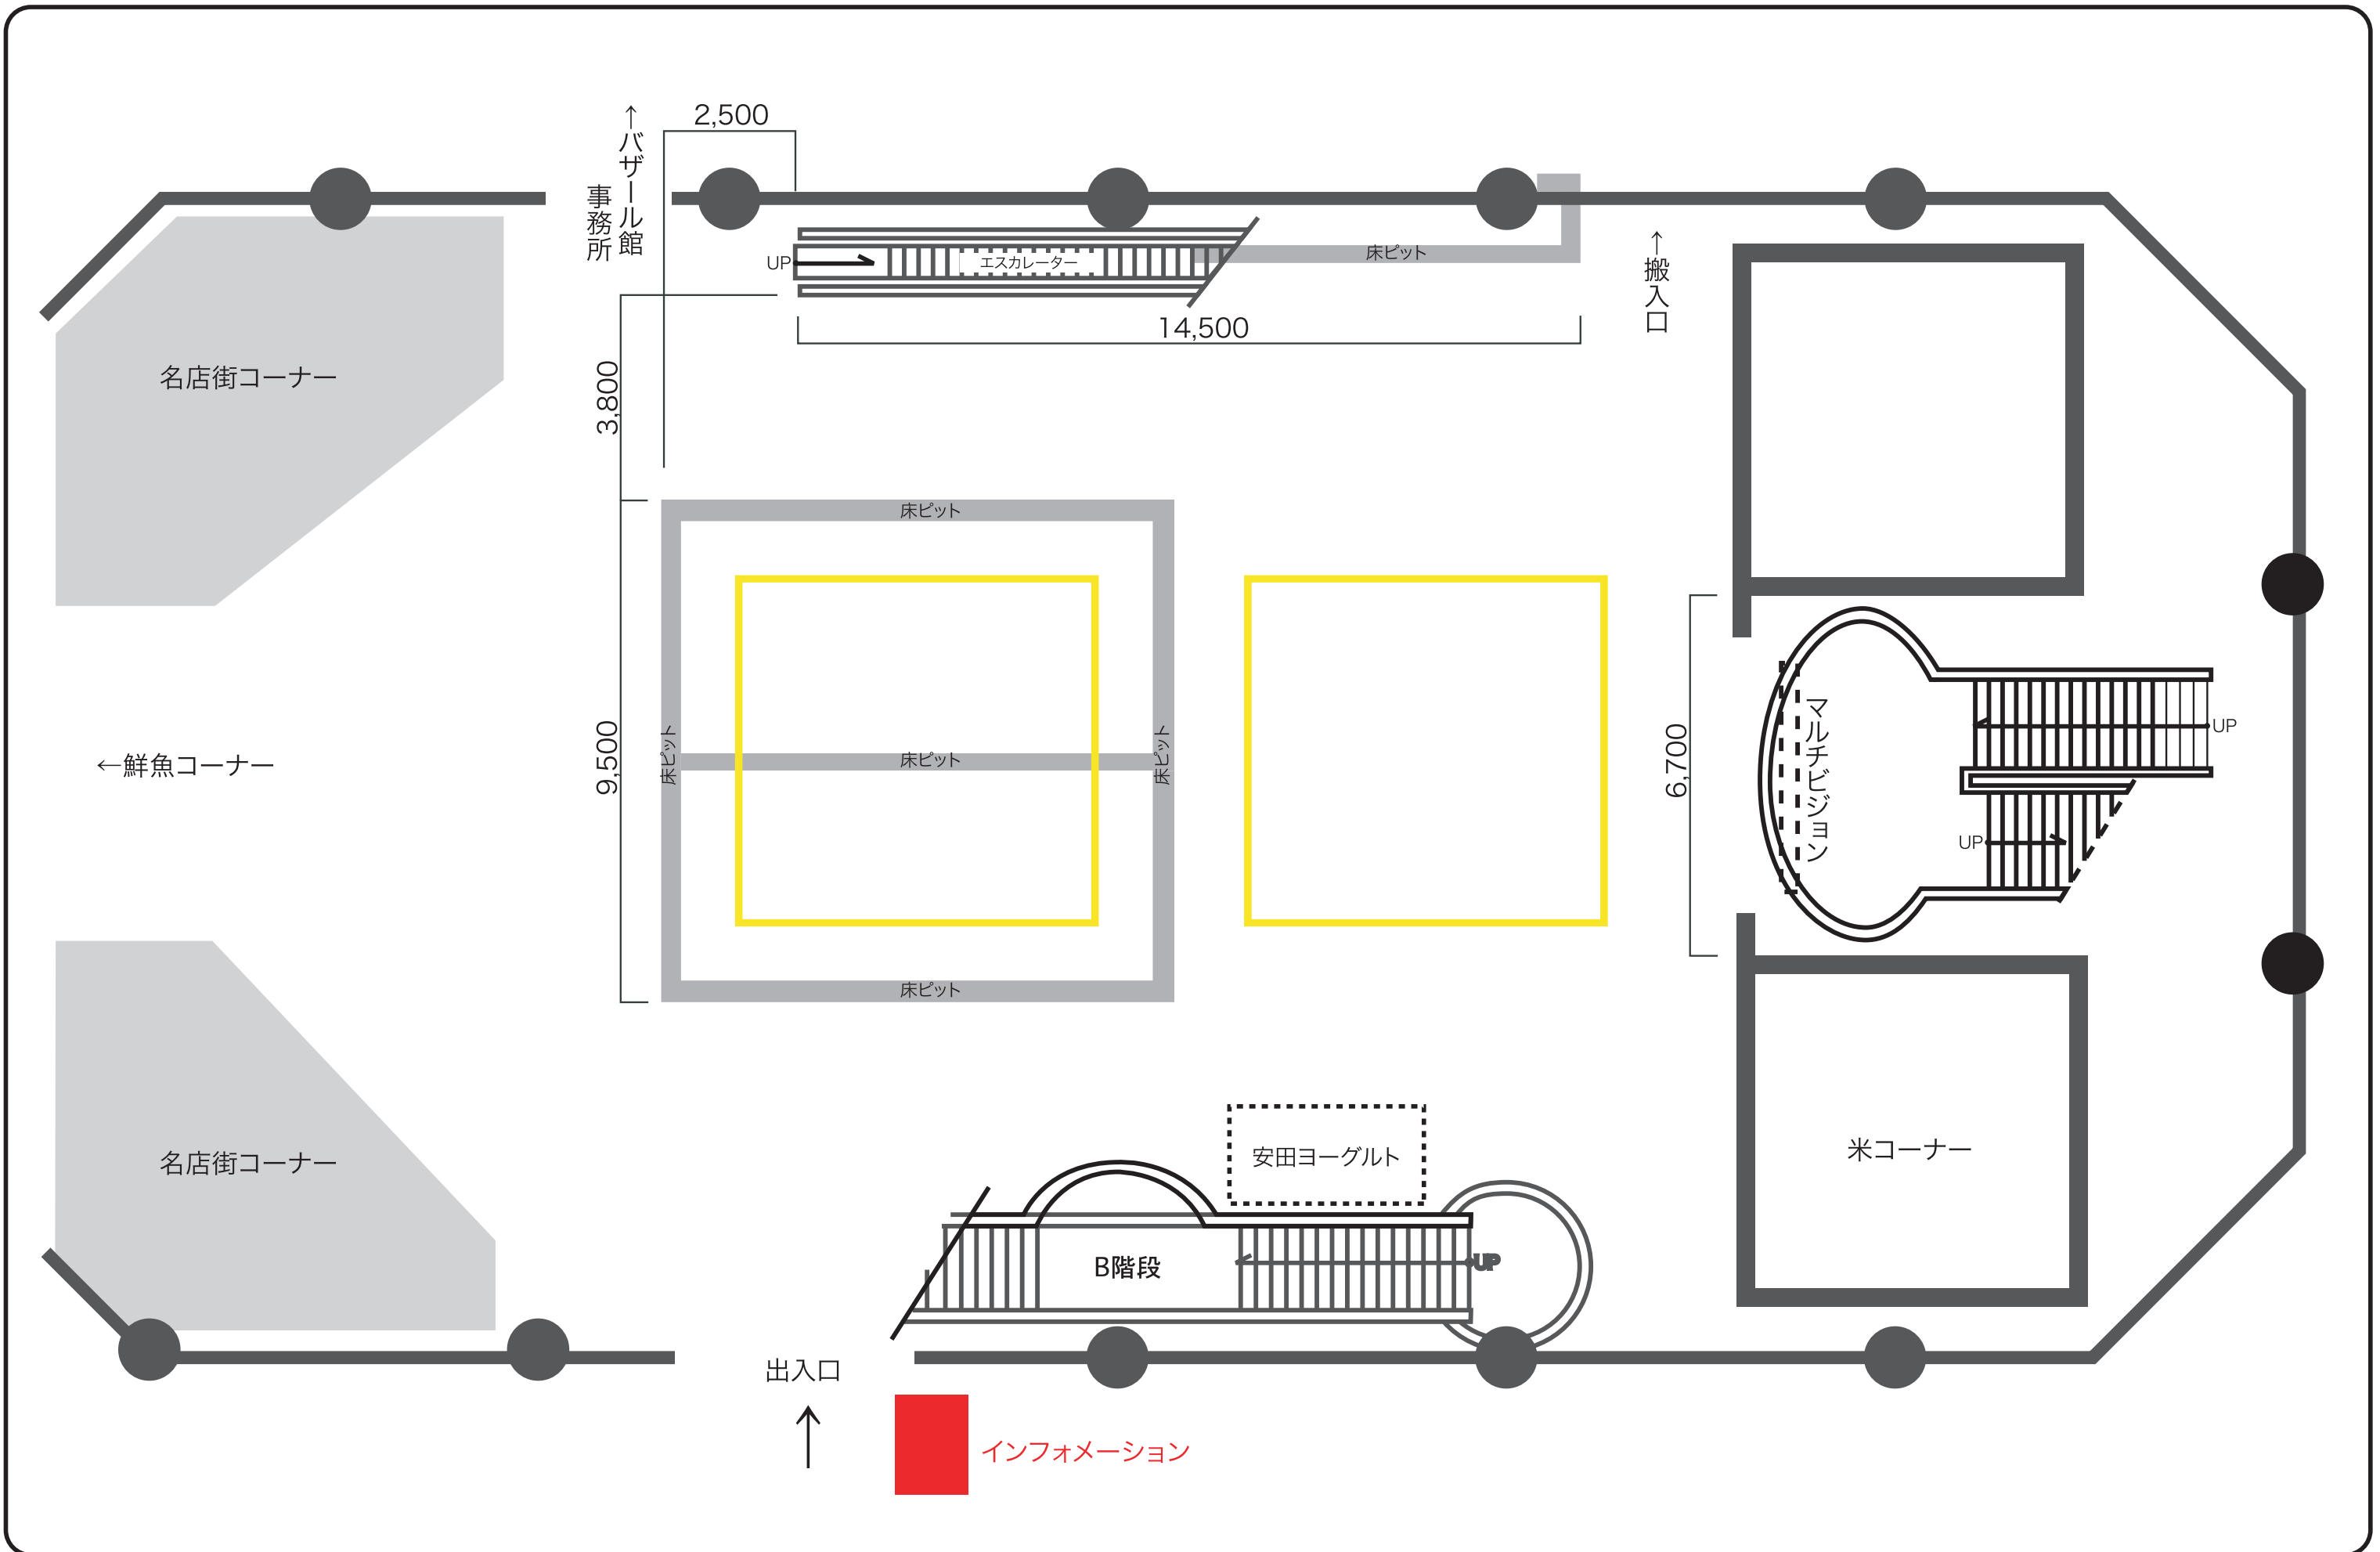 2,500
←バザール館
事務所
UP
エスカレーター
床ピット
←搬入口
14,500
名店街コーナー
3,800
床ピット
床ピット
床ピット
床ピット
9,500
←鮮魚コーナー
6,700
マルチビジョン
UP
UP
床ピット
安田ヨーグルト
米コーナー
名店街コーナー
B階段
UP
出入口
インフォメーション